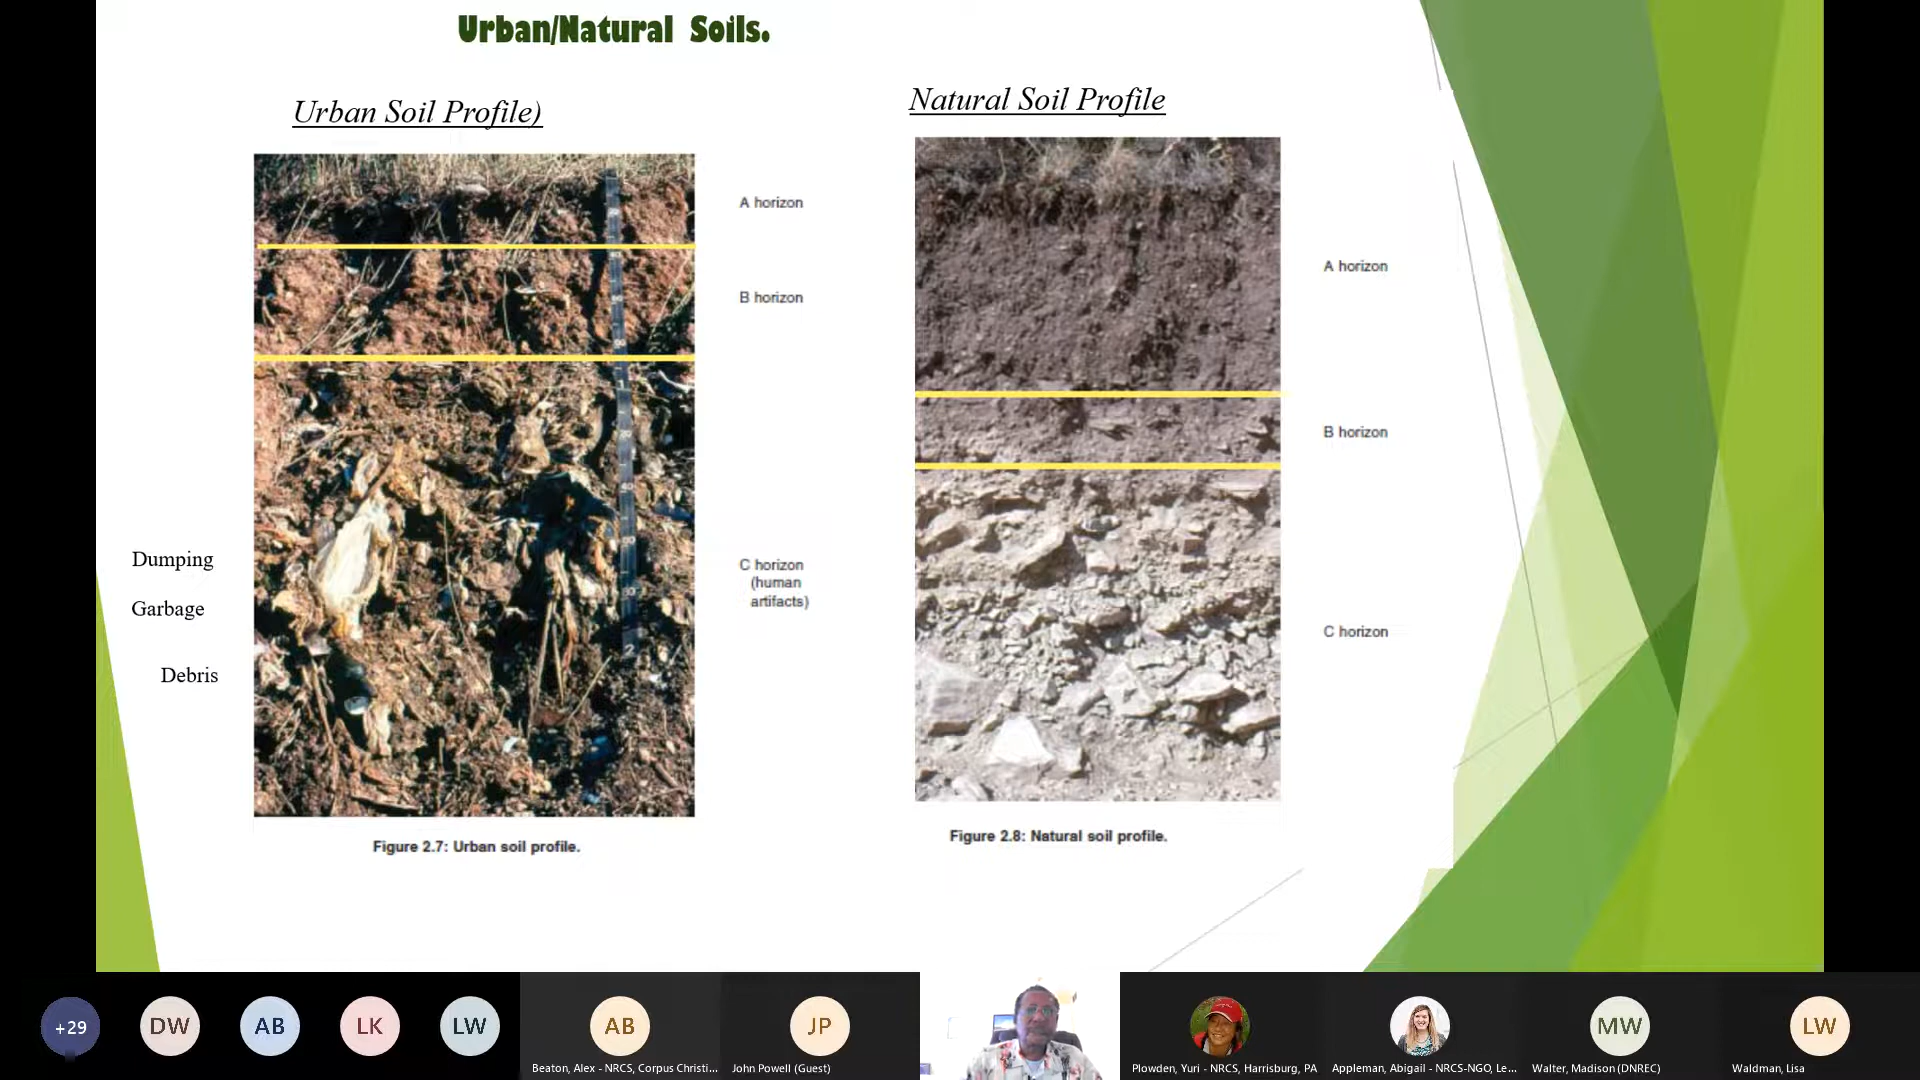 Urban/Natural Soils.
Urban Soil Profile)
Natural Soil Profile
A horizon
B horizon
C horizon
(human
artifacts)
Dumping
Garbage
Debris
A horizon
B horizon
C horizon
Figure 2.7: Urban soil profile.
Figure 2.8: Natural soil profile.
+29
DW
AB
LK
LW
AB
JP
MW
LW
Beaton, Alex - NRCS, Corpus Christi...
John Powell (Guest)
Plowden, Yuri - NRCS, Harrisburg, PA
Appleman, Abigail - NRCS-NGO, Le...
Walter, Madison (DNREC)
Waldman, Lisa